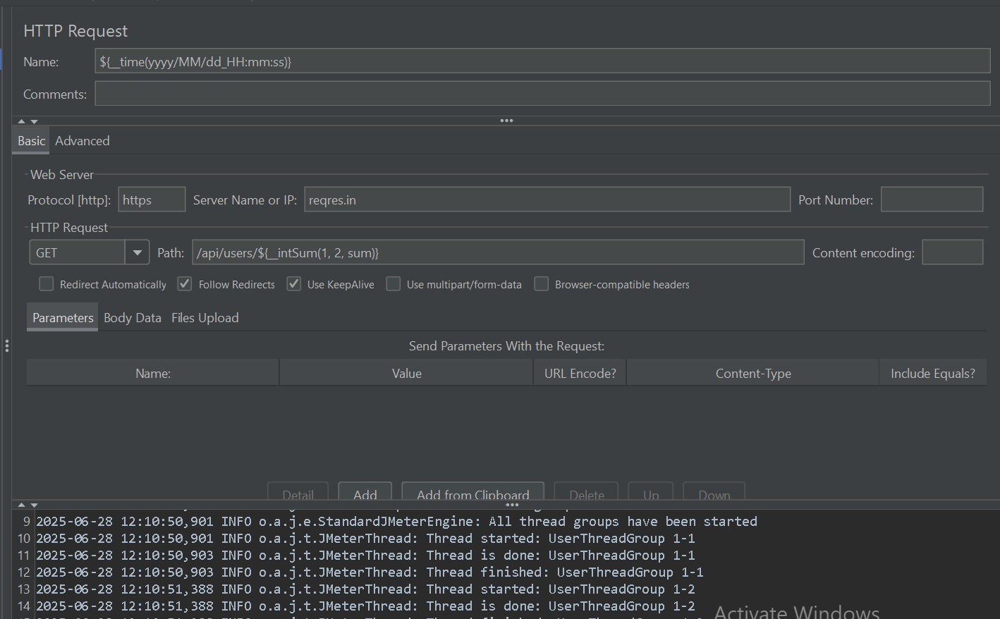 HTTP Request
Name: ${__time(yyyy/MM/dd_HH:mm:ss)}
Comments:
Basic Advanced
Web Server
Protocol [http]: https Server Name or IP: reqres.in Port Number:
HTTP Request
GET Path: /api/users/${__intSum(1, 2, sum)} Content encoding:
Redirect Automatically Follow Redirects Use KeepAlive Use multipart/form-data Browser-compatible headers
Parameters Body Data Files Upload
Send Parameters With the Request:
Name: Value URL Encode? Content-Type Include Equals?
Detail Add Add from Clipboard Delete Up Down
9 2025-06-28 12:10:50,901 INFO o.a.j.e.StandardJMeterEngine: All thread groups have been started
10 2025-06-28 12:10:50,901 INFO o.a.j.t.JMeterThread: Thread started: UserThreadGroup 1-1
11 2025-06-28 12:10:50,903 INFO o.a.j.t.JMeterThread: Thread is done: UserThreadGroup 1-1
12 2025-06-28 12:10:50,903 INFO o.a.j.t.JMeterThread: Thread finished: UserThreadGroup 1-1
13 2025-06-28 12:10:51,388 INFO o.a.j.t.JMeterThread: Thread started: UserThreadGroup 1-2
14 2025-06-28 12:10:51,388 INFO o.a.j.t.JMeterThread: Thread is done: UserThreadGroup 1-2
Activate Windows